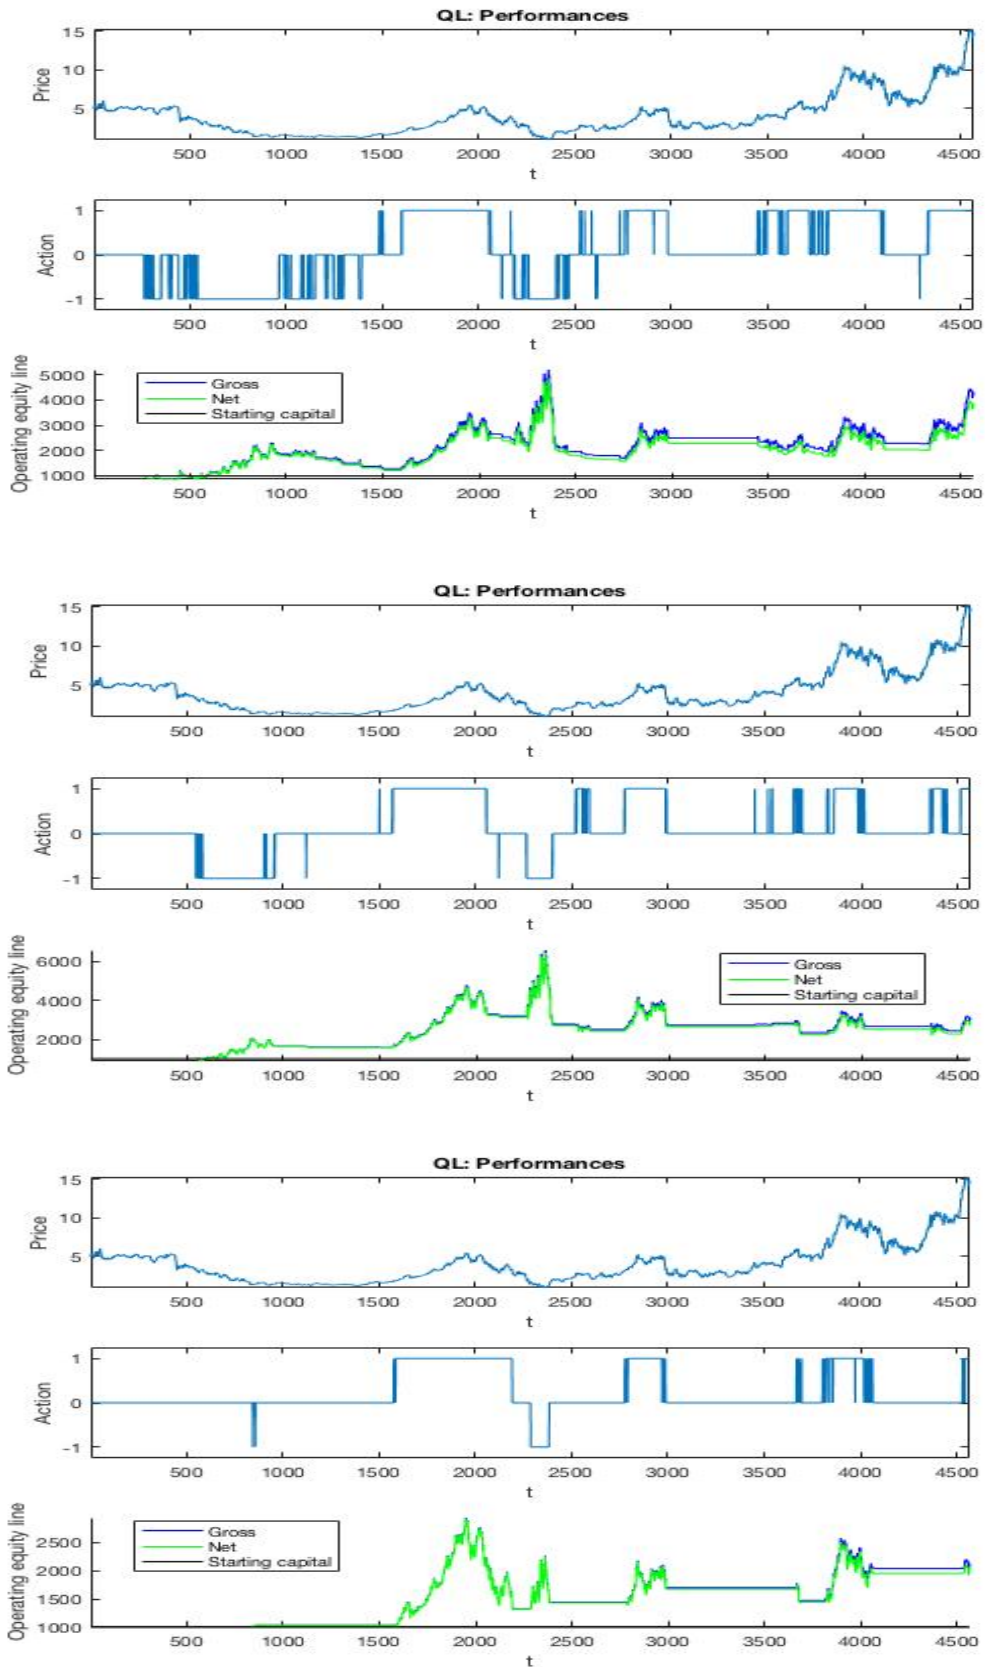 QL: Performances
15
10
5
Price
500 1000 1500 2000 2500 3000 3500 4000 4500
t
1
0
-1
Action
500 1000 1500 2000 2500 3000 3500 4000 4500
t
5000
4000
3000
2000
1000
Operating equity line
Gross
Net
Starting capital
500 1000 1500 2000 2500 3000 3500 4000 4500
t
QL: Performances
15
10
5
Price
500 1000 1500 2000 2500 3000 3500 4000 4500
t
1
0
-1
Action
500 1000 1500 2000 2500 3000 3500 4000 4500
t
6000
4000
2000
Operating equity line
Gross
Net
Starting capital
500 1000 1500 2000 2500 3000 3500 4000 4500
t
QL: Performances
15
10
5
Price
500 1000 1500 2000 2500 3000 3500 4000 4500
t
1
0
-1
Action
500 1000 1500 2000 2500 3000 3500 4000 4500
t
2500
2000
1500
1000
Operating equity line
Gross
Net
Starting capital
500 1000 1500 2000 2500 3000 3500 4000 4500
t